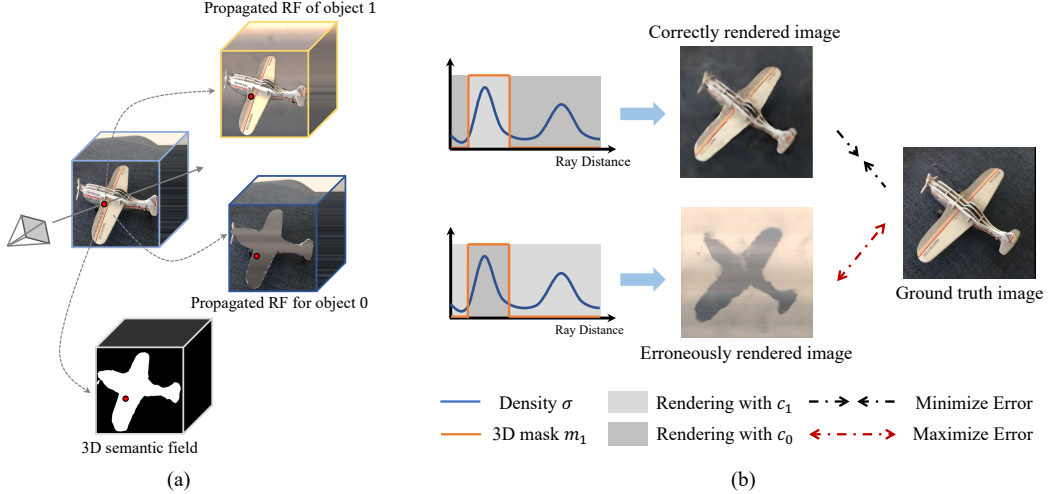 Propagated RF of object 1
Propagated RF for object 0
3D semantic field
(a)
Correctly rendered image
Ray Distance
Ray Distance
Erroneously rendered image
Ground truth image
Density σ
Rendering with c₁
Minimize Error
3D mask m₁
Rendering with c₀
Maximize Error
(b)